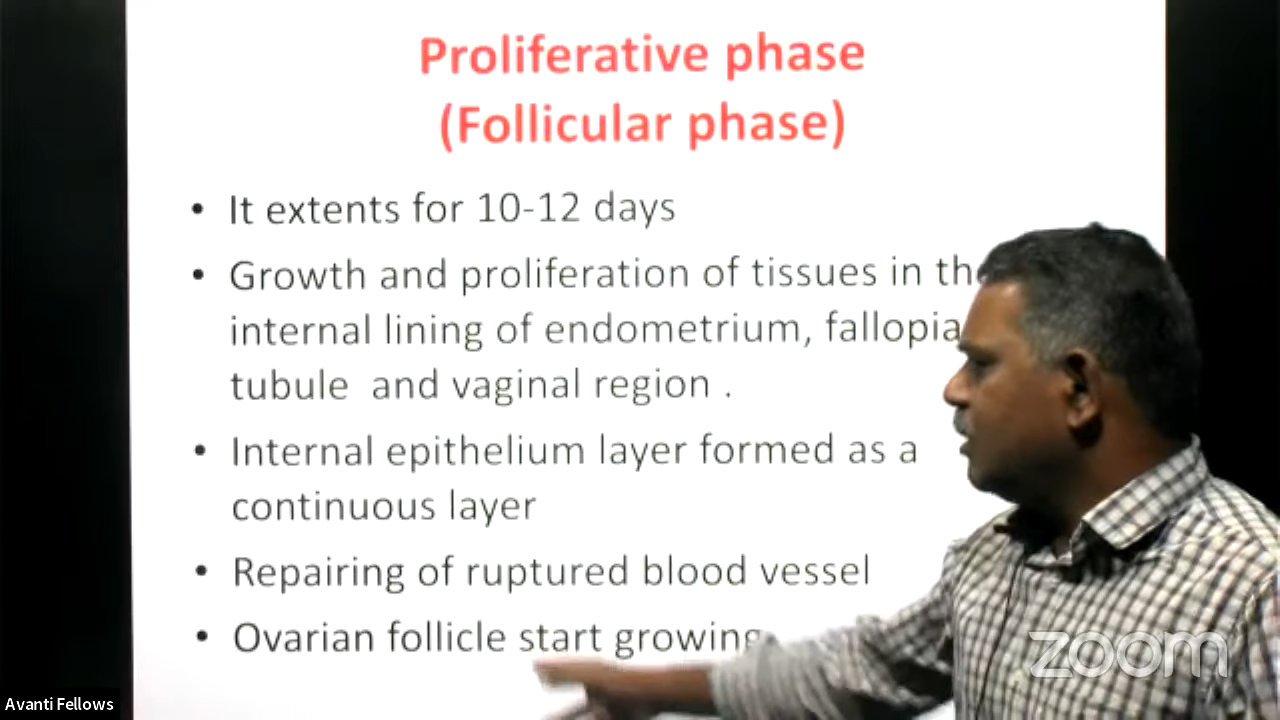 Proliferative phase
(Follicular phase)
• It extents for 10-12 days
• Growth and proliferation of tissues in the
internal lining of endometrium, fallopia
tubule and vaginal region .
• Internal epithelium layer formed as a
continuous layer
• Repairing of ruptured blood vessel
• Ovarian follicle start growing
zoom
Avanti Fellows